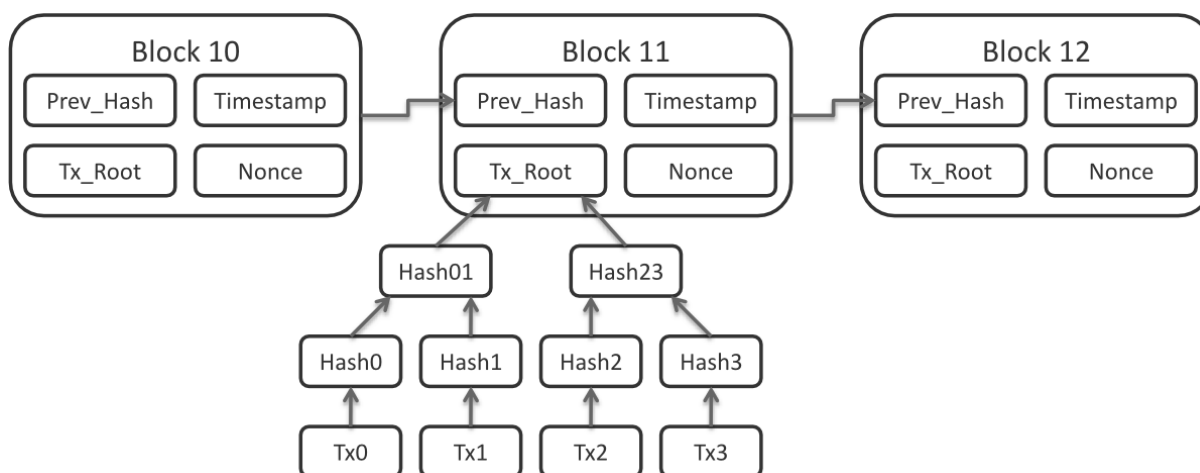 Block 10
Block 11
Block 12
Prev_Hash Timestamp
Prev_Hash Timestamp
Prev_Hash Timestamp
Tx_Root Nonce
Tx_Root Nonce
Tx_Root Nonce
Hash01
Hash23
Hash0
Hash1
Hash2
Hash3
Tx0
Tx1
Tx2
Tx3